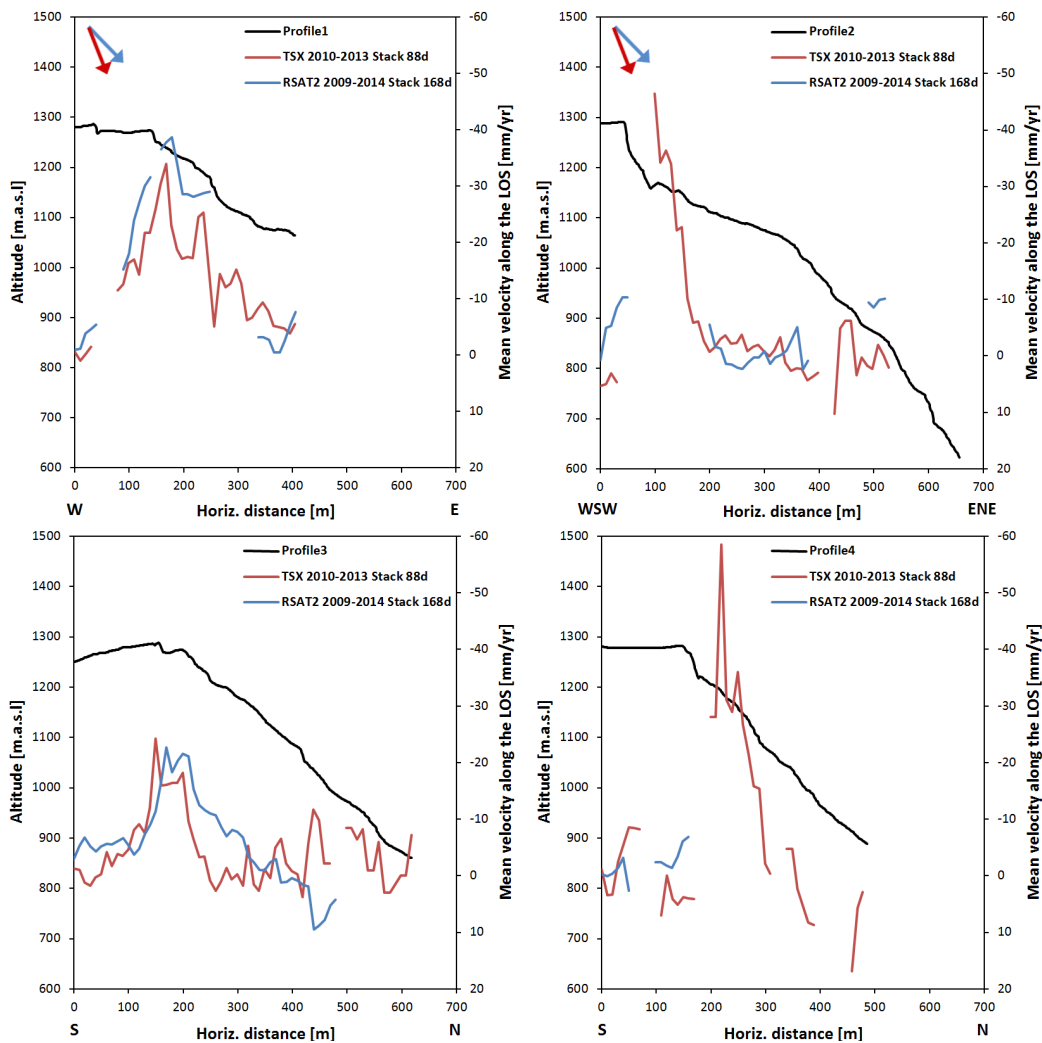 1500
1400
1300
1200
1100
1000
900
800
700
600
Altitude [m.a.s.l]
Profile1
TSX 2010-2013 Stack 88d
RSAT2 2009-2014 Stack 168d
-60
-50
-40
-30
-20
-10
0
10
20
Mean velocity along the LOS [mm/yr]
0 100 200 300 400 500 600 700
W Horiz. distance [m] E
1500
1400
1300
1200
1100
1000
900
800
700
600
Altitude [m.a.s.l]
Profile2
TSX 2010-2013 Stack 88d
RSAT2 2009-2014 Stack 168d
-60
-50
-40
-30
-20
-10
0
10
20
Mean velocity along the LOS [mm/yr]
0 100 200 300 400 500 600 700
WSW Horiz. distance [m] ENE
1500
1400
1300
1200
1100
1000
900
800
700
600
Altitude [m.a.s.l]
Profile3
TSX 2010-2013 Stack 88d
RSAT2 2009-2014 Stack 168d
-60
-50
-40
-30
-20
-10
0
10
20
Mean velocity along the LOS [mm/yr]
0 100 200 300 400 500 600 700
S Horiz. distance [m] N
1500
1400
1300
1200
1100
1000
900
800
700
600
Altitude [m.a.s.l]
Profile4
TSX 2010-2013 Stack 88d
RSAT2 2009-2014 Stack 168d
-60
-50
-40
-30
-20
-10
0
10
20
Mean velocity along the LOS [mm/yr]
0 100 200 300 400 500 600 700
S Horiz. distance [m] N